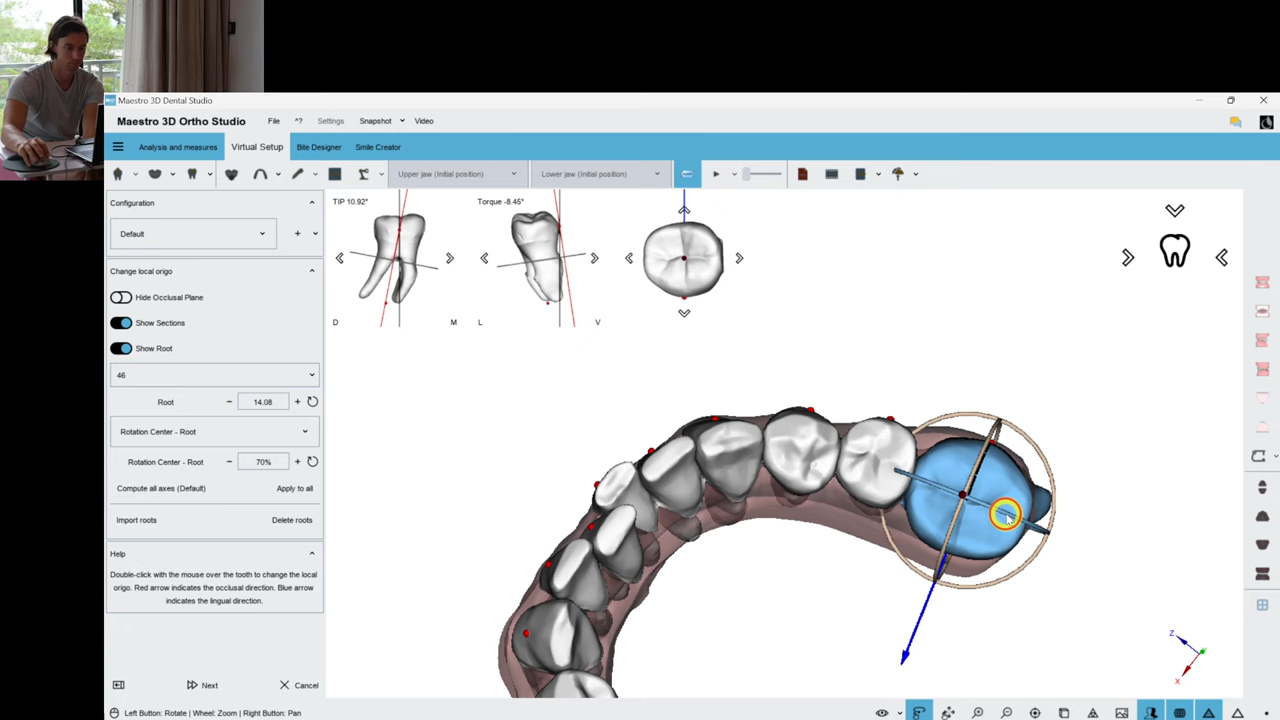 Maestro 3D Dental Studio
Maestro 3D Ortho Studio
File
^?
Settings
Snapshot
Video
Analysis and measures
Virtual Setup
Bite Designer
Smile Creator
Upper jaw (Initial position)
Lower jaw (Initial position)
Configuration
Default
Change local origo
Hide Occlusal Plane
Show Sections
Show Root
46
Root
14.08
Rotation Center - Root
Rotation Center - Root
70%
Compute all axes (Default)
Apply to all
Import roots
Delete roots
Help
Double-click with the mouse over the tooth to change the local
origo. Red arrow indicates the occlusal direction. Blue arrow
indicates the lingual direction.
Next
Cancel
TIP 10.92°
Torque -8.45°
D
M
L
V
Z
X
Left Button: Rotate | Wheel: Zoom | Right Button: Pan